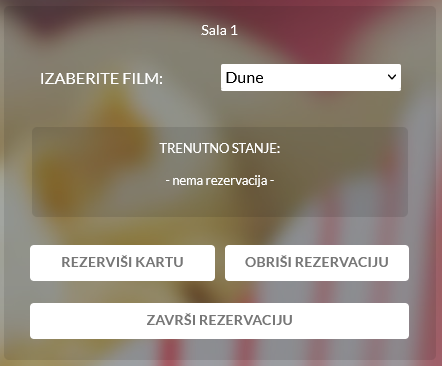 Sala 1
IZABERITE FILM: Dune
TRENUTNO STANJE:
- nema rezervacija -
REZERVIŠI KARTU OBRIŠI REZERVACIJU
ZAVRŠI REZERVACIJU